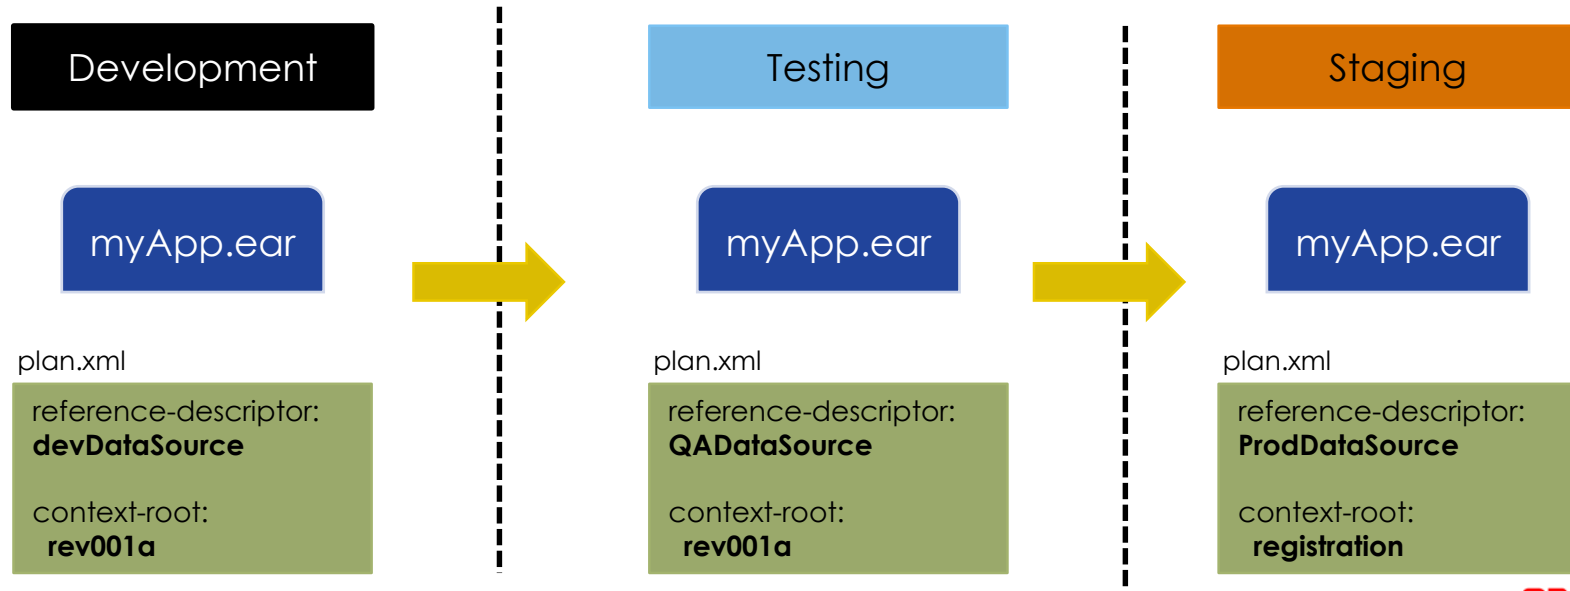 Development
Testing
Staging
myApp.ear
myApp.ear
myApp.ear
plan.xml
reference-descriptor:
devDataSource
context-root:
rev001a
plan.xml
reference-descriptor:
QADataSource
context-root:
rev001a
plan.xml
reference-descriptor:
ProdDataSource
context-root:
registration